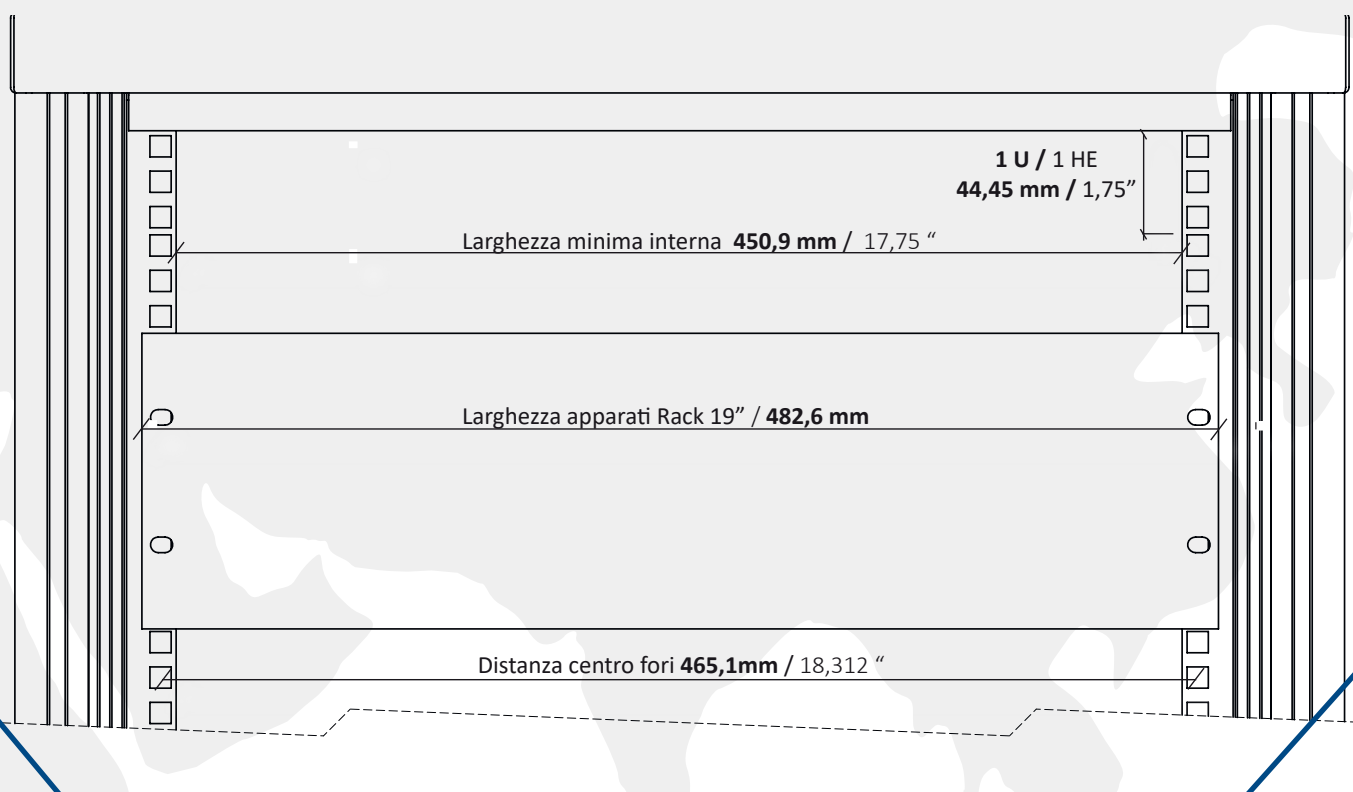 1 U / 1 HE
44,45 mm / 1,75”
Larghezza minima interna 450,9 mm / 17,75 “
Larghezza apparati Rack 19” / 482,6 mm
Distanza centro fori 465,1mm / 18,312 “